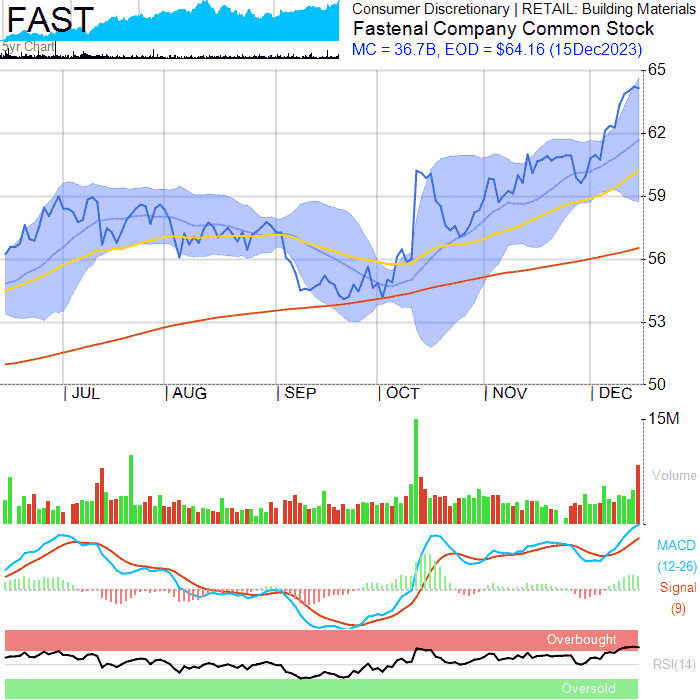 FAST
5yr Chart
Consumer Discretionary | RETAIL: Building Materials
Fastenal Company Common Stock
MC = 36.7B, EOD = $64.16 (15Dec2023)
65
62
59
56
53
50
| JUL | AUG | SEP | OCT | NOV | DEC
15M
Volume
MACD
(12-26)
Signal
(9)
Overbought
RSI(14)
Oversold